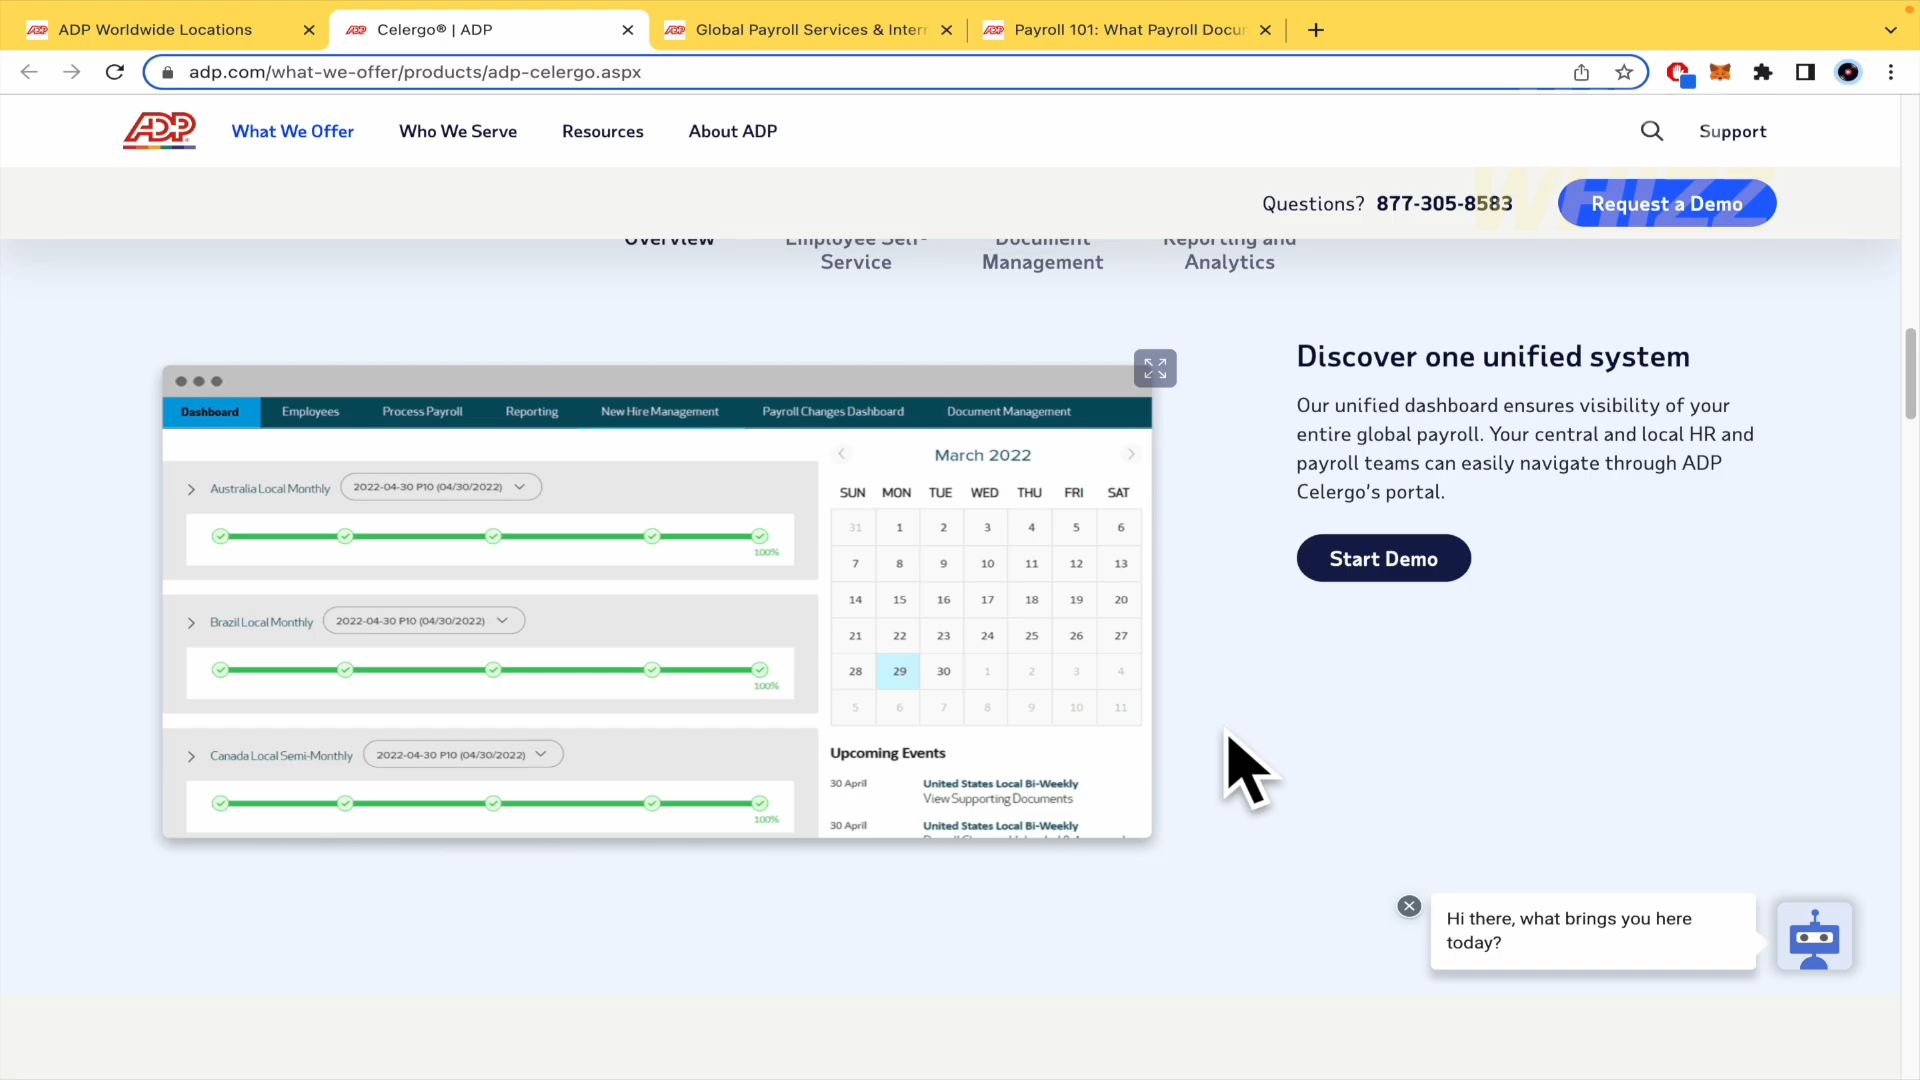 ADP Worldwide Locations
Celergo® | ADP
Global Payroll Services & Intern
Payroll 101: What Payroll Docum
adp.com/what-we-offer/products/adp-celergo.aspx
ADP
What We Offer
Who We Serve
Resources
About ADP
Support
WHIZZ
Questions? 877-305-8583
Request a Demo
Overview
Employee Self-
Service
Document
Management
Reporting and
Analytics
Dashboard
Employees
Process Payroll
Reporting
New Hire Management
Payroll Changes Dashboard
Document Management
Australia Local Monthly
2022-04-30 P10 (04/30/2022)
100%
Brazil Local Monthly
2022-04-30 P10 (04/30/2022)
100%
Canada Local Semi-Monthly
2022-04-30 P10 (04/30/2022)
100%
March 2022
SUN MON TUE WED THU FRI SAT
31 1 2 3 4 5 6
7 8 9 10 11 12 13
14 15 16 17 18 19 20
21 22 23 24 25 26 27
28 29 30 1 2 3 4
5 6 7 8 9 10 11
Upcoming Events
30 April
United States Local Bi-Weekly
View Supporting Documents
30 April
United States Local Bi-Weekly
Discover one unified system
Our unified dashboard ensures visibility of your
entire global payroll. Your central and local HR and
payroll teams can easily navigate through ADP
Celergo's portal.
Start Demo
Hi there, what brings you here
today?